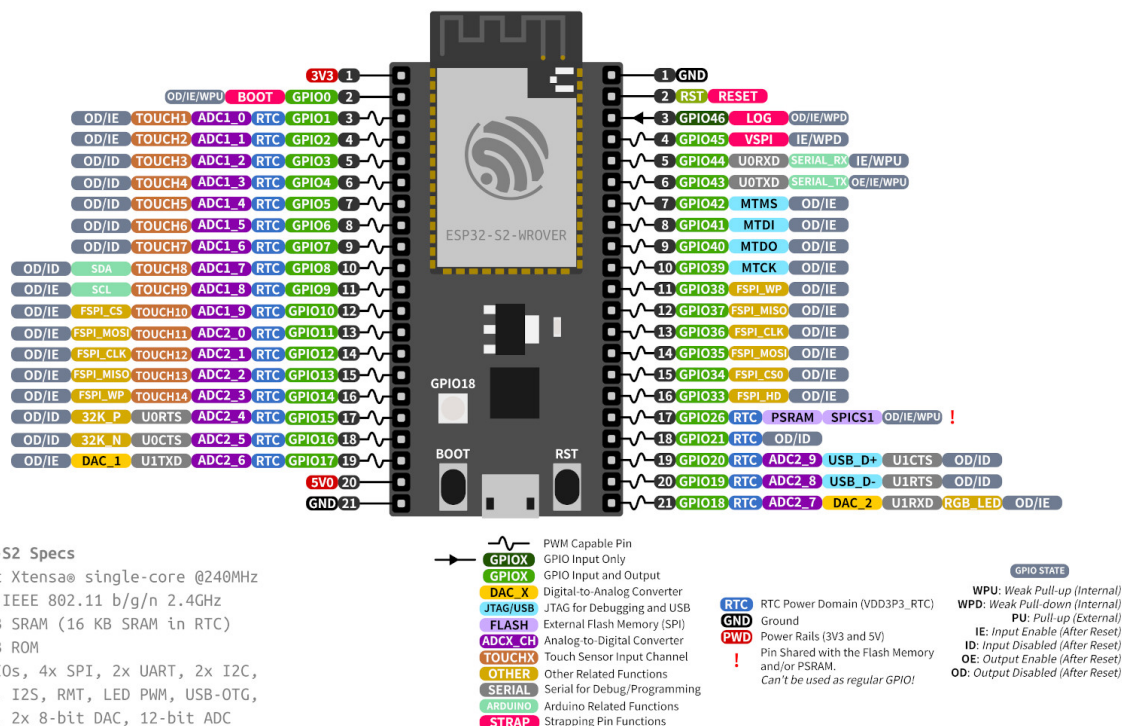 3V3 1
OD/IE/WPU BOOT GPIO0 2
OD/IE TOUCH1 ADC1_0 RTC GPIO1 3
OD/IE TOUCH2 ADC1_1 RTC GPIO2 4
OD/IE TOUCH3 ADC1_2 RTC GPIO3 5
OD/ID TOUCH4 ADC1_3 RTC GPIO4 6
OD/ID TOUCH5 ADC1_4 RTC GPIO5 7
OD/ID TOUCH6 ADC1_5 RTC GPIO6 8
OD/ID TOUCH7 ADC1_6 RTC GPIO7 9
OD/ID SDA TOUCH8 ADC1_7 RTC GPIO8 10
OD/IE SCL TOUCH9 ADC1_8 RTC GPIO9 11
OD/IE FSPI_CS TOUCH10 ADC1_9 RTC GPIO10 12
OD/IE FSPI_MOSI TOUCH11 ADC2_0 RTC GPIO11 13
OD/IE FSPI_CLK TOUCH12 ADC2_1 RTC GPIO12 14
OD/IE FSPI_MISO TOUCH13 ADC2_2 RTC GPIO13 15
OD/IE FSPI_WP TOUCH14 ADC2_3 RTC GPIO14 16
OD/ID 32K_P U0RTS ADC2_4 RTC GPIO15 17
OD/ID 32K_N U0CTS ADC2_5 RTC GPIO16 18
OD/IE DAC_1 U1TXD ADC2_6 RTC GPIO17 19
5V0 20
GND 21
ESP32-S2-WROVER
GPIO18
BOOT
RST
1 GND
2 RST RESET
3 GPIO46 LOG OD/IE/WPD
4 GPIO45 VSPI IE/WPD
5 GPIO44 U0RXD SERIAL_RX IE/WPU
6 GPIO43 U0TXD SERIAL_TX OE/IE/WPU
7 GPIO42 MTMS OD/IE
8 GPIO41 MTDI OD/IE
9 GPIO40 MTDO OD/IE
10 GPIO39 MTCK OD/IE
11 GPIO38 FSPI_WP OD/IE
12 GPIO37 FSPI_MISO OD/IE
13 GPIO36 FSPI_CLK OD/IE
14 GPIO35 FSPI_MOSI OD/IE
15 GPIO34 FSPI_CS0 OD/IE
16 GPIO33 FSPI_HD OD/IE
17 GPIO26 RTC PSRAM SPICS1 OD/IE/WPU !
18 GPIO21 RTC OD/ID
19 GPIO20 RTC ADC2_9 USB_D+ U1CTS OD/ID
20 GPIO19 RTC ADC2_8 USB_D- U1RTS OD/ID
21 GPIO18 RTC ADC2_7 DAC_2 U1RXD RGB_LED OD/IE
S2 Specs
Xtensa® single-core @240MHz
IEEE 802.11 b/g/n 2.4GHz
SRAM (16 KB SRAM in RTC)
ROM
IOs, 4x SPI, 2x UART, 2x I2C,
I2S, RMT, LED PWM, USB-OTG,
2x 8-bit DAC, 12-bit ADC
PWM Capable Pin
GPIOX GPIO Input Only
GPIOX GPIO Input and Output
DAC_X Digital-to-Analog Converter
JTAG/USB JTAG for Debugging and USB
FLASH External Flash Memory (SPI)
ADCX_CH Analog-to-Digital Converter
TOUCHX Touch Sensor Input Channel
OTHER Other Related Functions
SERIAL Serial for Debug/Programming
ARDUINO Arduino Related Functions
STRAP Strapping Pin Functions
RTC RTC Power Domain (VDD3P3_RTC)
GND Ground
PWD Power Rails (3V3 and 5V)
! Pin Shared with the Flash Memory
and/or PSRAM.
Can't be used as regular GPIO!
GPIO STATE
WPU: Weak Pull-up (Internal)
WPD: Weak Pull-down (Internal)
PU: Pull-up (External)
IE: Input Enable (After Reset)
ID: Input Disabled (After Reset)
OE: Output Enable (After Reset)
OD: Output Disabled (After Reset)